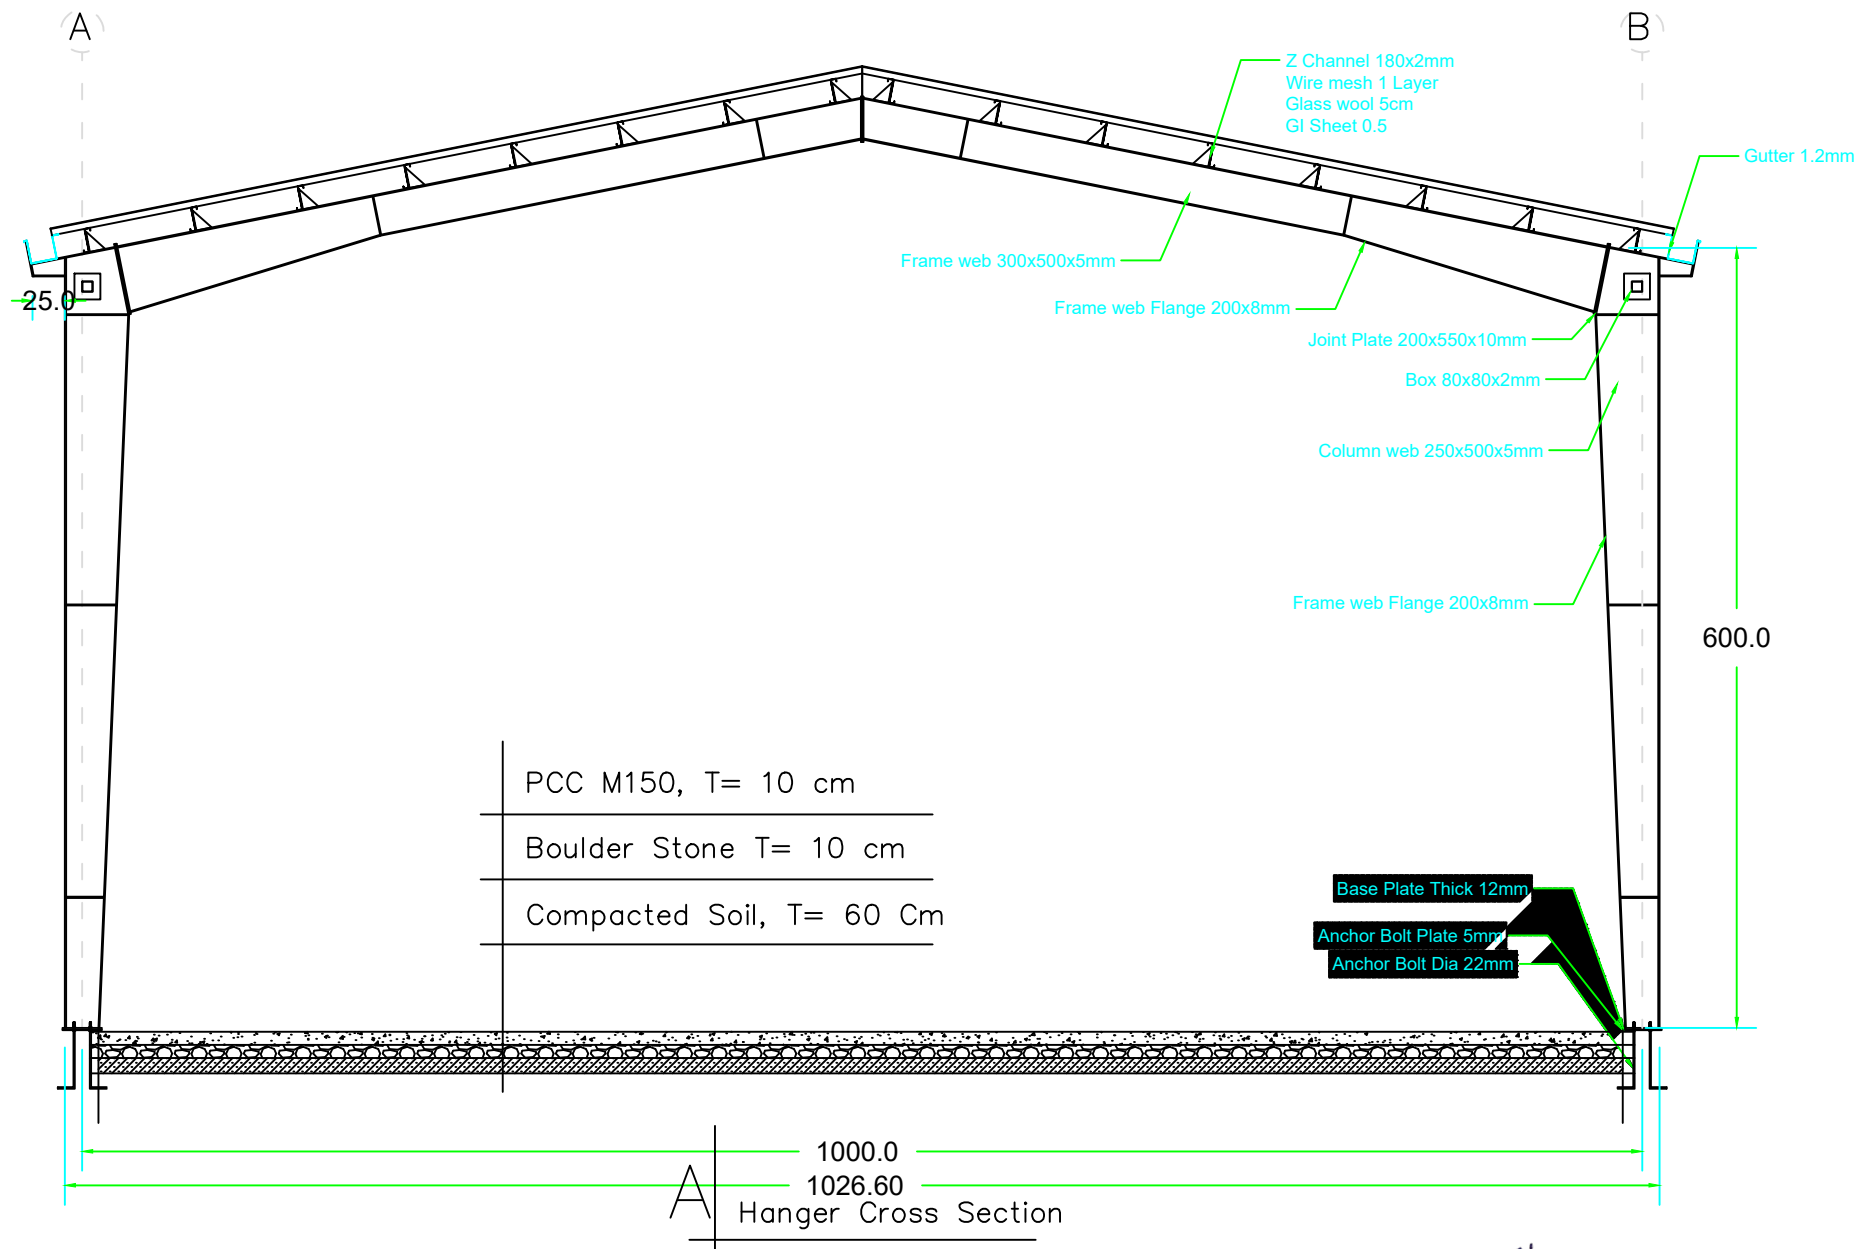 A
B
Z Channel 180x2mm
Wire mesh 1 Layer
Glass wool 5cm
GI Sheet 0.5
Gutter 1.2mm
Frame web 300x500x5mm
25.0
Frame web Flange 200x8mm
Joint Plate 200x550x10mm
Box 80x80x2mm
Column web 250x500x5mm
Frame web Flange 200x8mm
600.0
PCC M150, T= 10 cm
Boulder Stone T= 10 cm
Compacted Soil, T= 60 Cm
Base Plate Thick 12mm
Anchor Bolt Plate 5mm
Anchor Bolt Dia 22mm
1000.0
1026.60
A
Hanger Cross Section